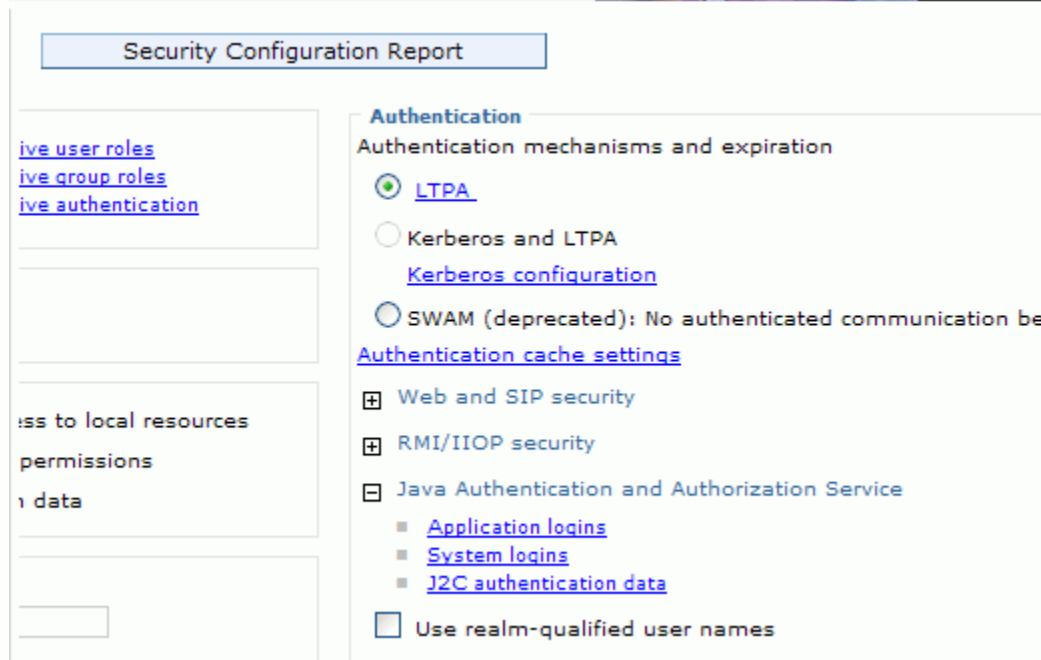 Security Configuration Report
ive user roles
ive group roles
ive authentication
ess to local resources
permissions
n data
Authentication
Authentication mechanisms and expiration
LTPA
Kerberos and LTPA
Kerberos configuration
SWAM (deprecated): No authenticated communication be
Authentication cache settings
Web and SIP security
RMI/IIOP security
Java Authentication and Authorization Service
Application logins
System logins
J2C authentication data
Use realm-qualified user names